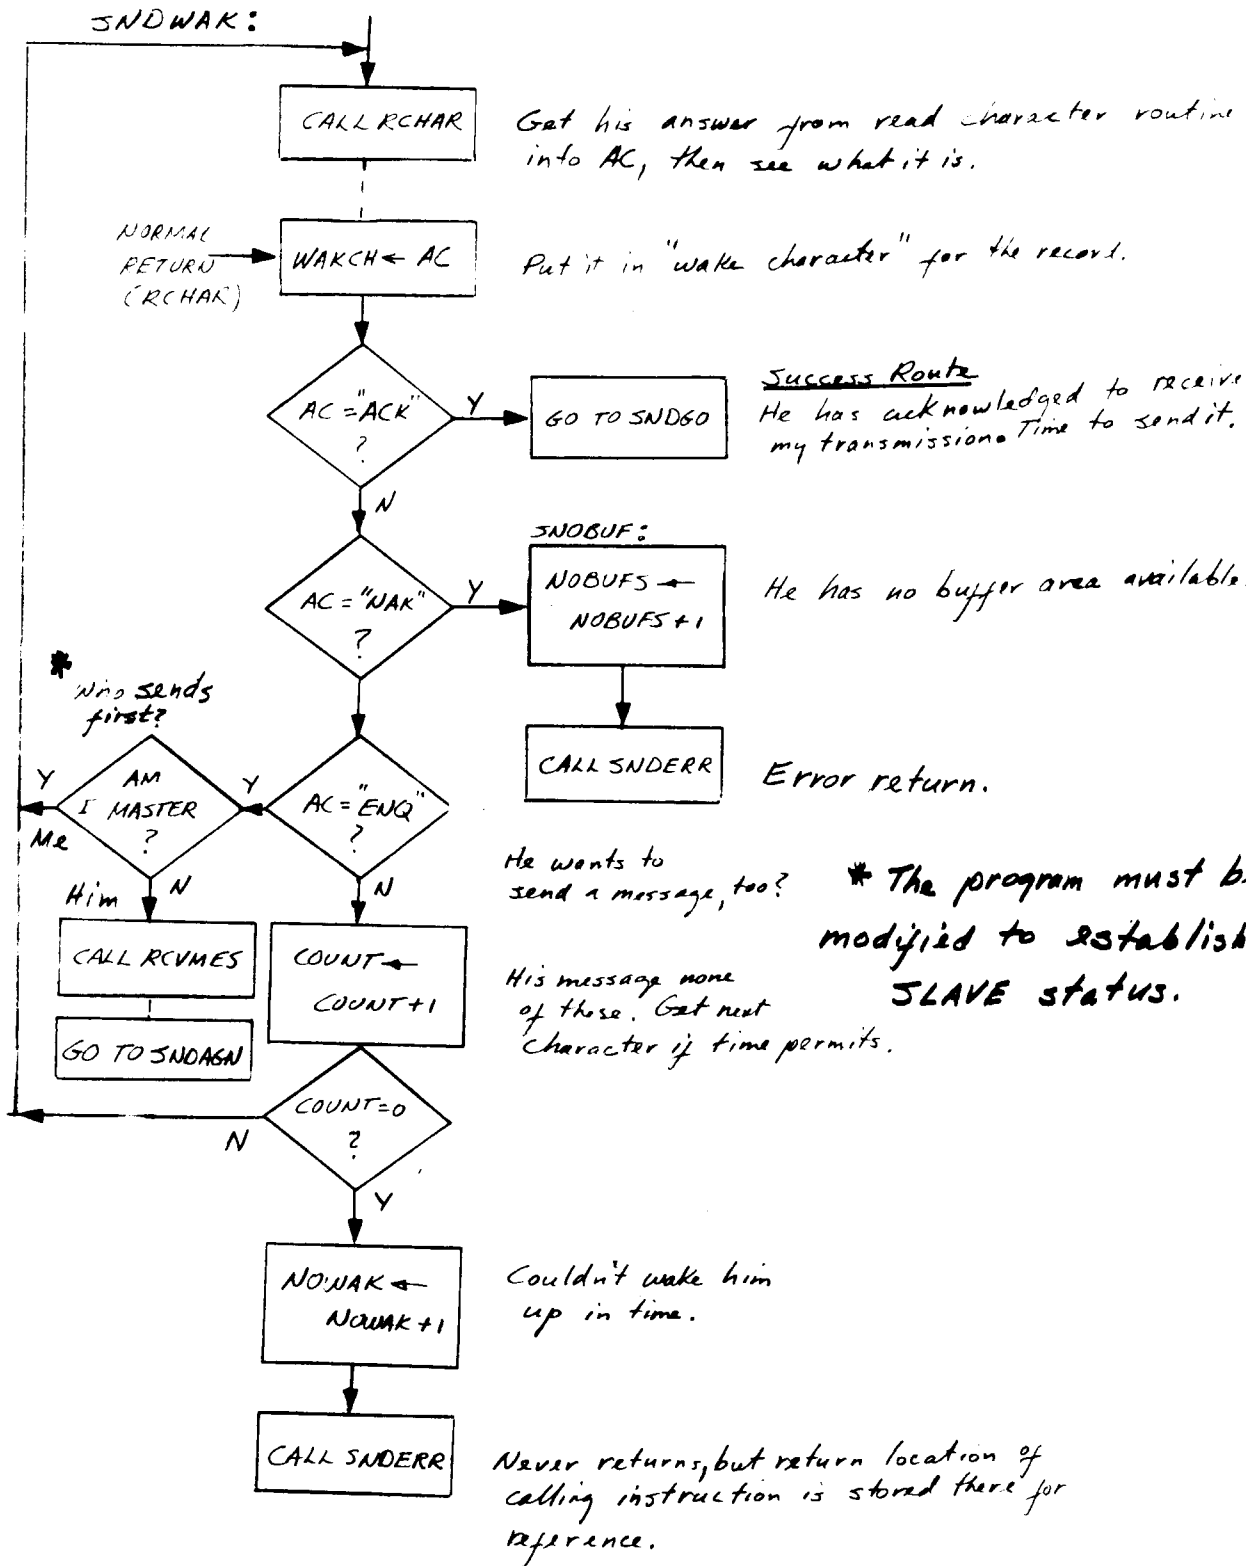 SNDWAK:
CALL RCHAR
Get his answer from read character routine
into AC, then see what it is.
NORMAL
RETURN
(RCHAR)
WAKCH ← AC
Put it in "wake character" for the record.
AC = "ACK"
?
Y
N
GO TO SNDGO
Success Route
He has acknowledged to receive
my transmission. Time to send it.
AC = "NAK"
?
Y
SNOBUF:
NOBUFS ←
NOBUFS + 1
He has no buffer area available.
CALL SNDERR
Error return.
* Who sends
first?
AM
I MASTER
?
Y
Me
N
Him
AC = "ENQ"
?
Y
N
He wants to
send a message, too?
* The program must b
modified to establish
SLAVE status.
CALL RCVMES
GO TO SNDAGN
COUNT ←
COUNT + 1
His message none
of these. Get next
character if time permits.
COUNT = 0
?
N
Y
NOWAK ←
NOWAK + 1
Couldn't wake him
up in time.
CALL SNDERR
Never returns, but return location of
calling instruction is stored there for
reference.